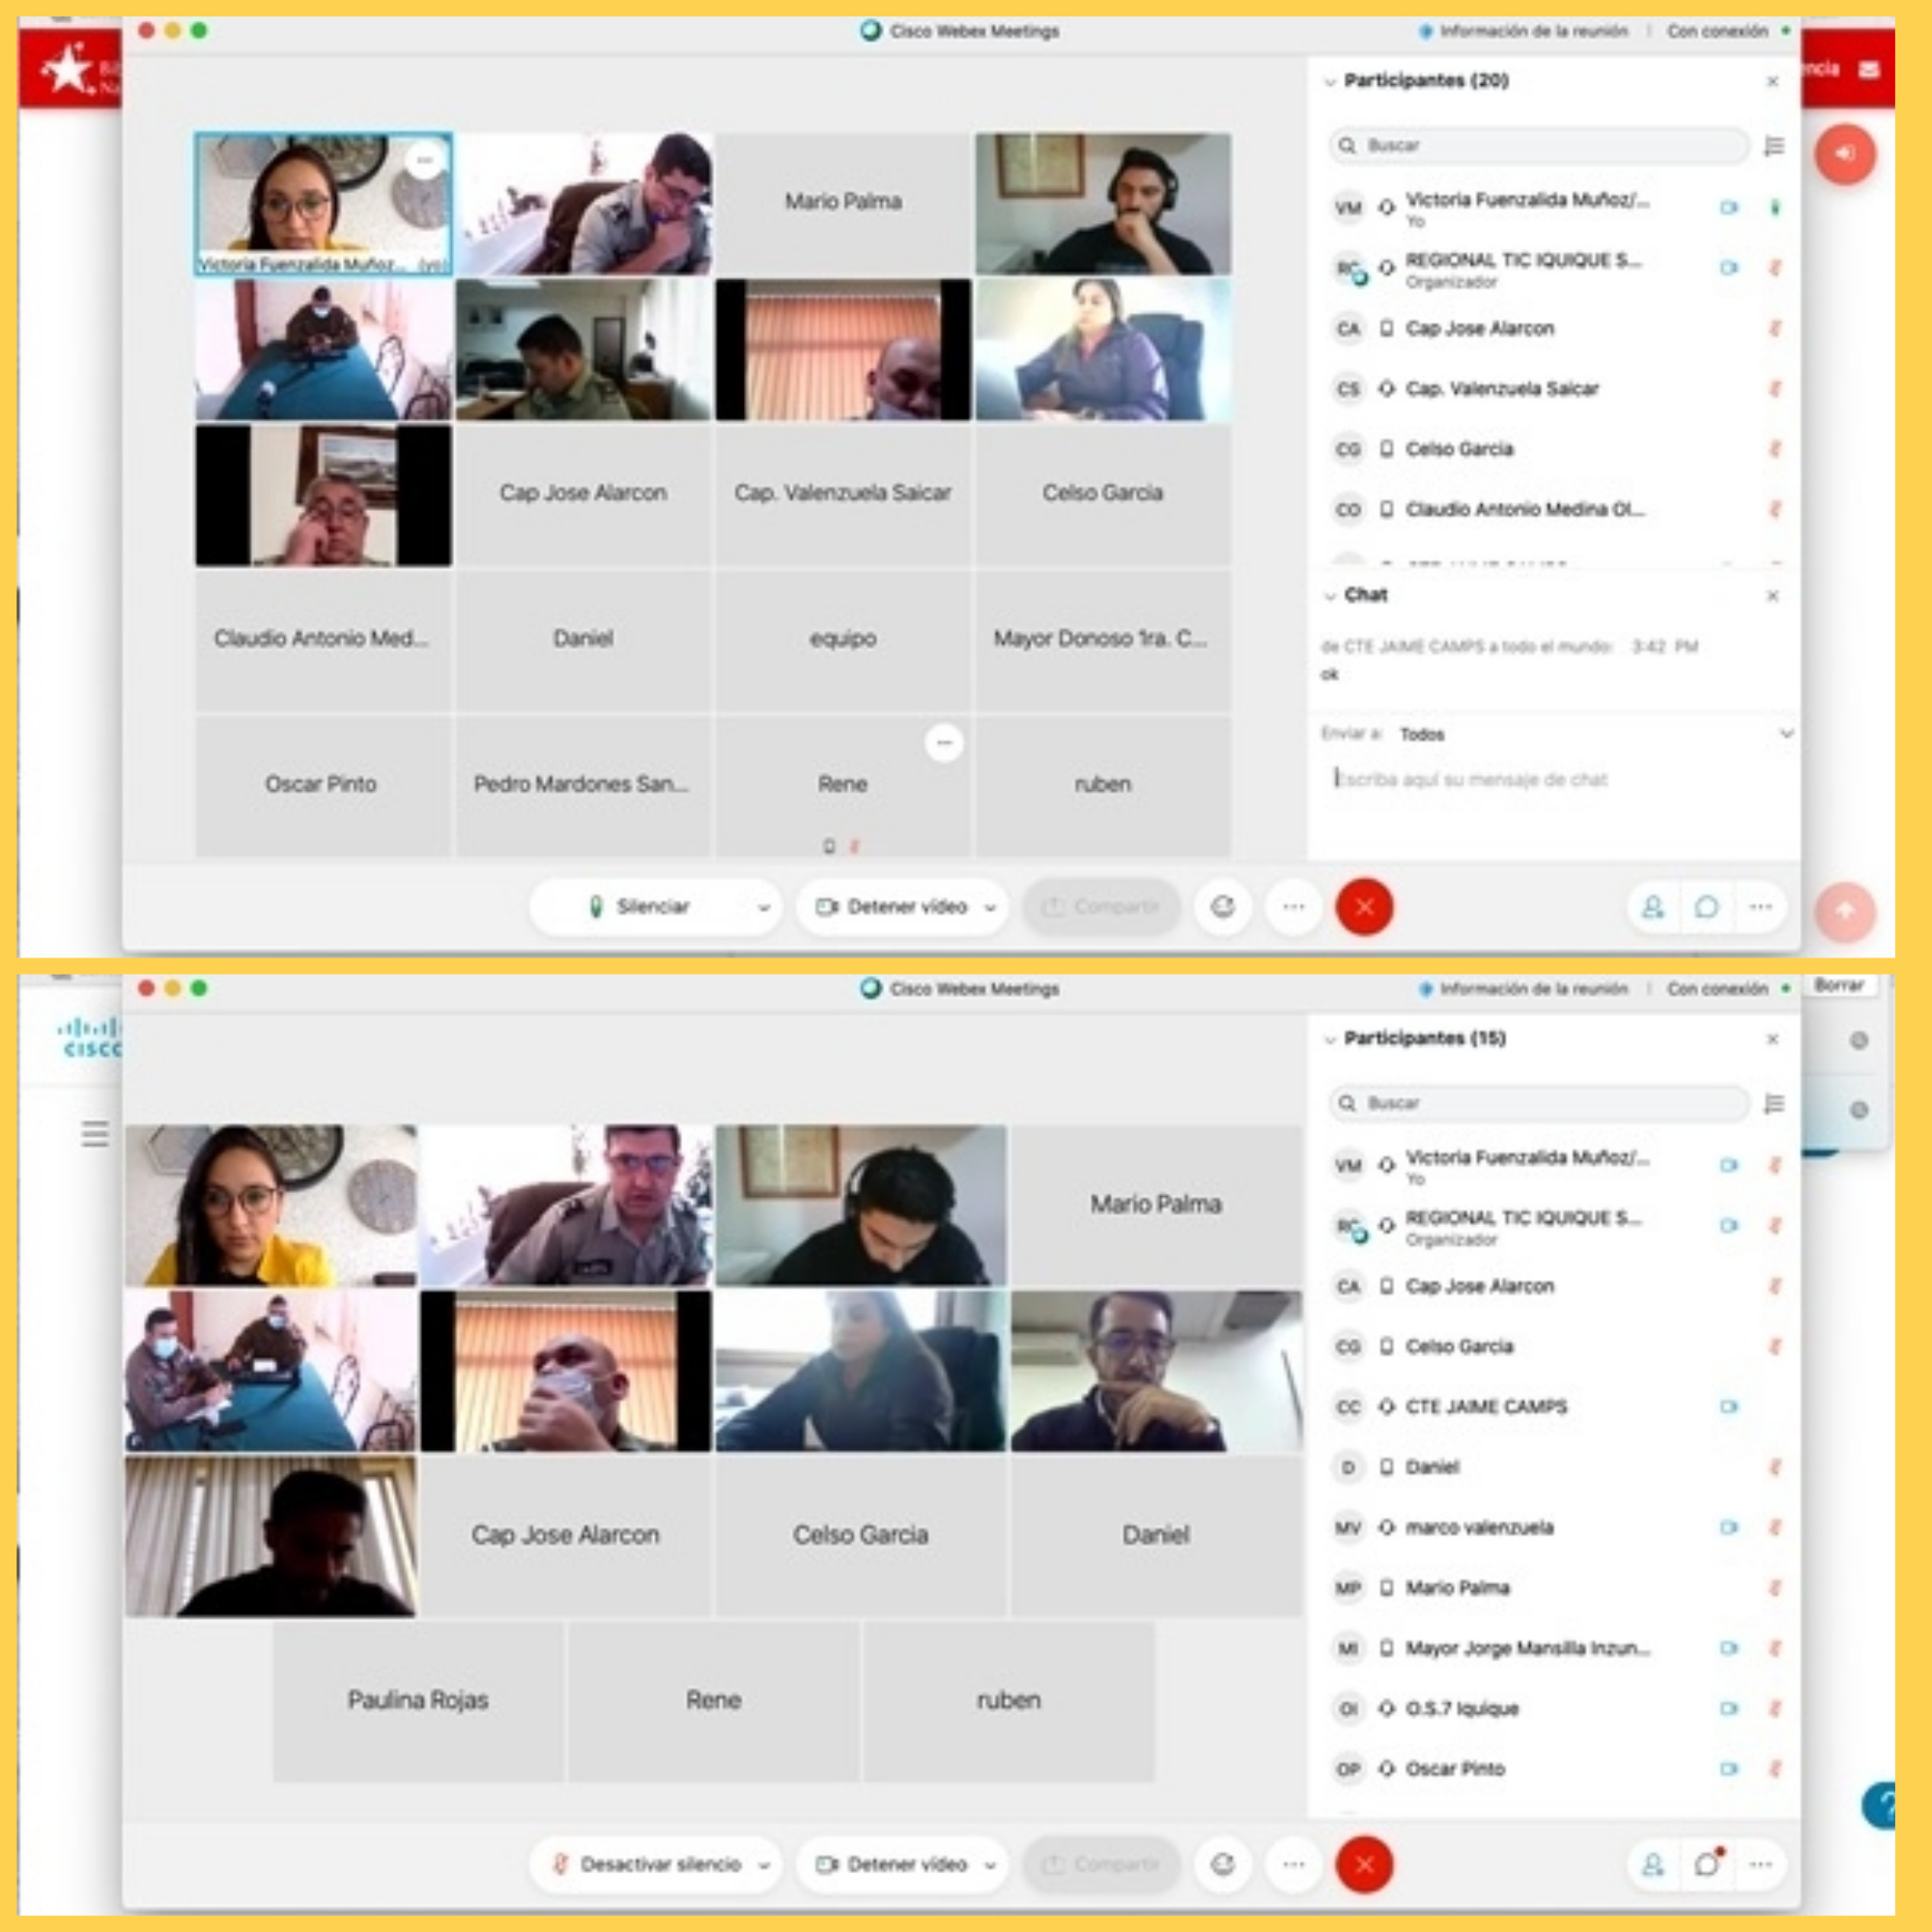 Cisco Webex Meetings
Información de la reunión
Con conexión
Participantes (20)
Buscar
Mario Palma
Victoria Fuenzalida Muñoz... (yo)
VM Victoria Fuenzalida Muñoz/...
Yo
REGIONAL TIC IQUIQUE S...
Organizador
CA Cap Jose Alarcon
CS Cap. Valenzuela Saicar
CG Celso Garcia
CO Claudio Antonio Medina Ol...
Cap Jose Alarcon
Cap. Valenzuela Saicar
Celso Garcia
Claudio Antonio Med...
Daniel
equipo
Mayor Donoso 1ra. C...
Oscar Pinto
Pedro Mardones San...
Rene
ruben
Chat
de CTE JAIME CAMPS a todo el mundo: 3:42 PM
ok
Enviar a: Todos
Escriba aquí su mensaje de chat
Silenciar
Detener vídeo
Compartir
CISCO
Cisco Webex Meetings
Información de la reunión
Con conexión
Borrar
Participantes (15)
Buscar
Mario Palma
Cap Jose Alarcon
Celso Garcia
Daniel
Paulina Rojas
Rene
ruben
VM Victoria Fuenzalida Muñoz/...
Yo
REGIONAL TIC IQUIQUE S...
Organizador
CA Cap Jose Alarcon
CG Celso Garcia
CC CTE JAIME CAMPS
D Daniel
MV marco valenzuela
MP Mario Palma
MI Mayor Jorge Mansilla Inzun...
OI O.S.7 Iquique
OP Oscar Pinto
Desactivar silencio
Detener vídeo
Compartir